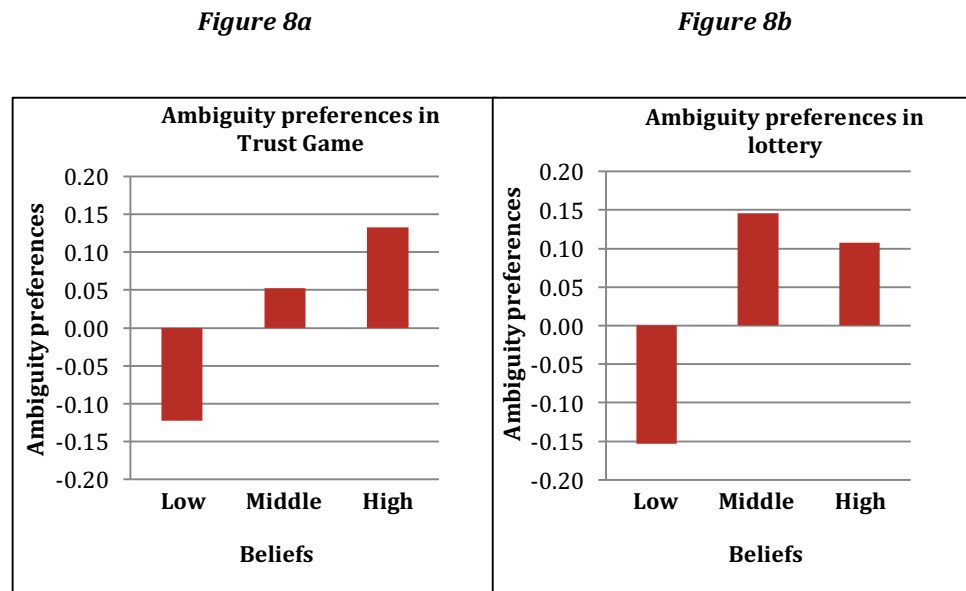 Figure 8a
Figure 8b
Ambiguity preferences in
Trust Game
Ambiguity preferences
0.20
0.15
0.10
0.05
0.00
-0.05
-0.10
-0.15
-0.20
Low Middle High
Beliefs
Ambiguity preferences in
lottery
Ambiguity preferences
0.20
0.15
0.10
0.05
0.00
-0.05
-0.10
-0.15
-0.20
Low Middle High
Beliefs